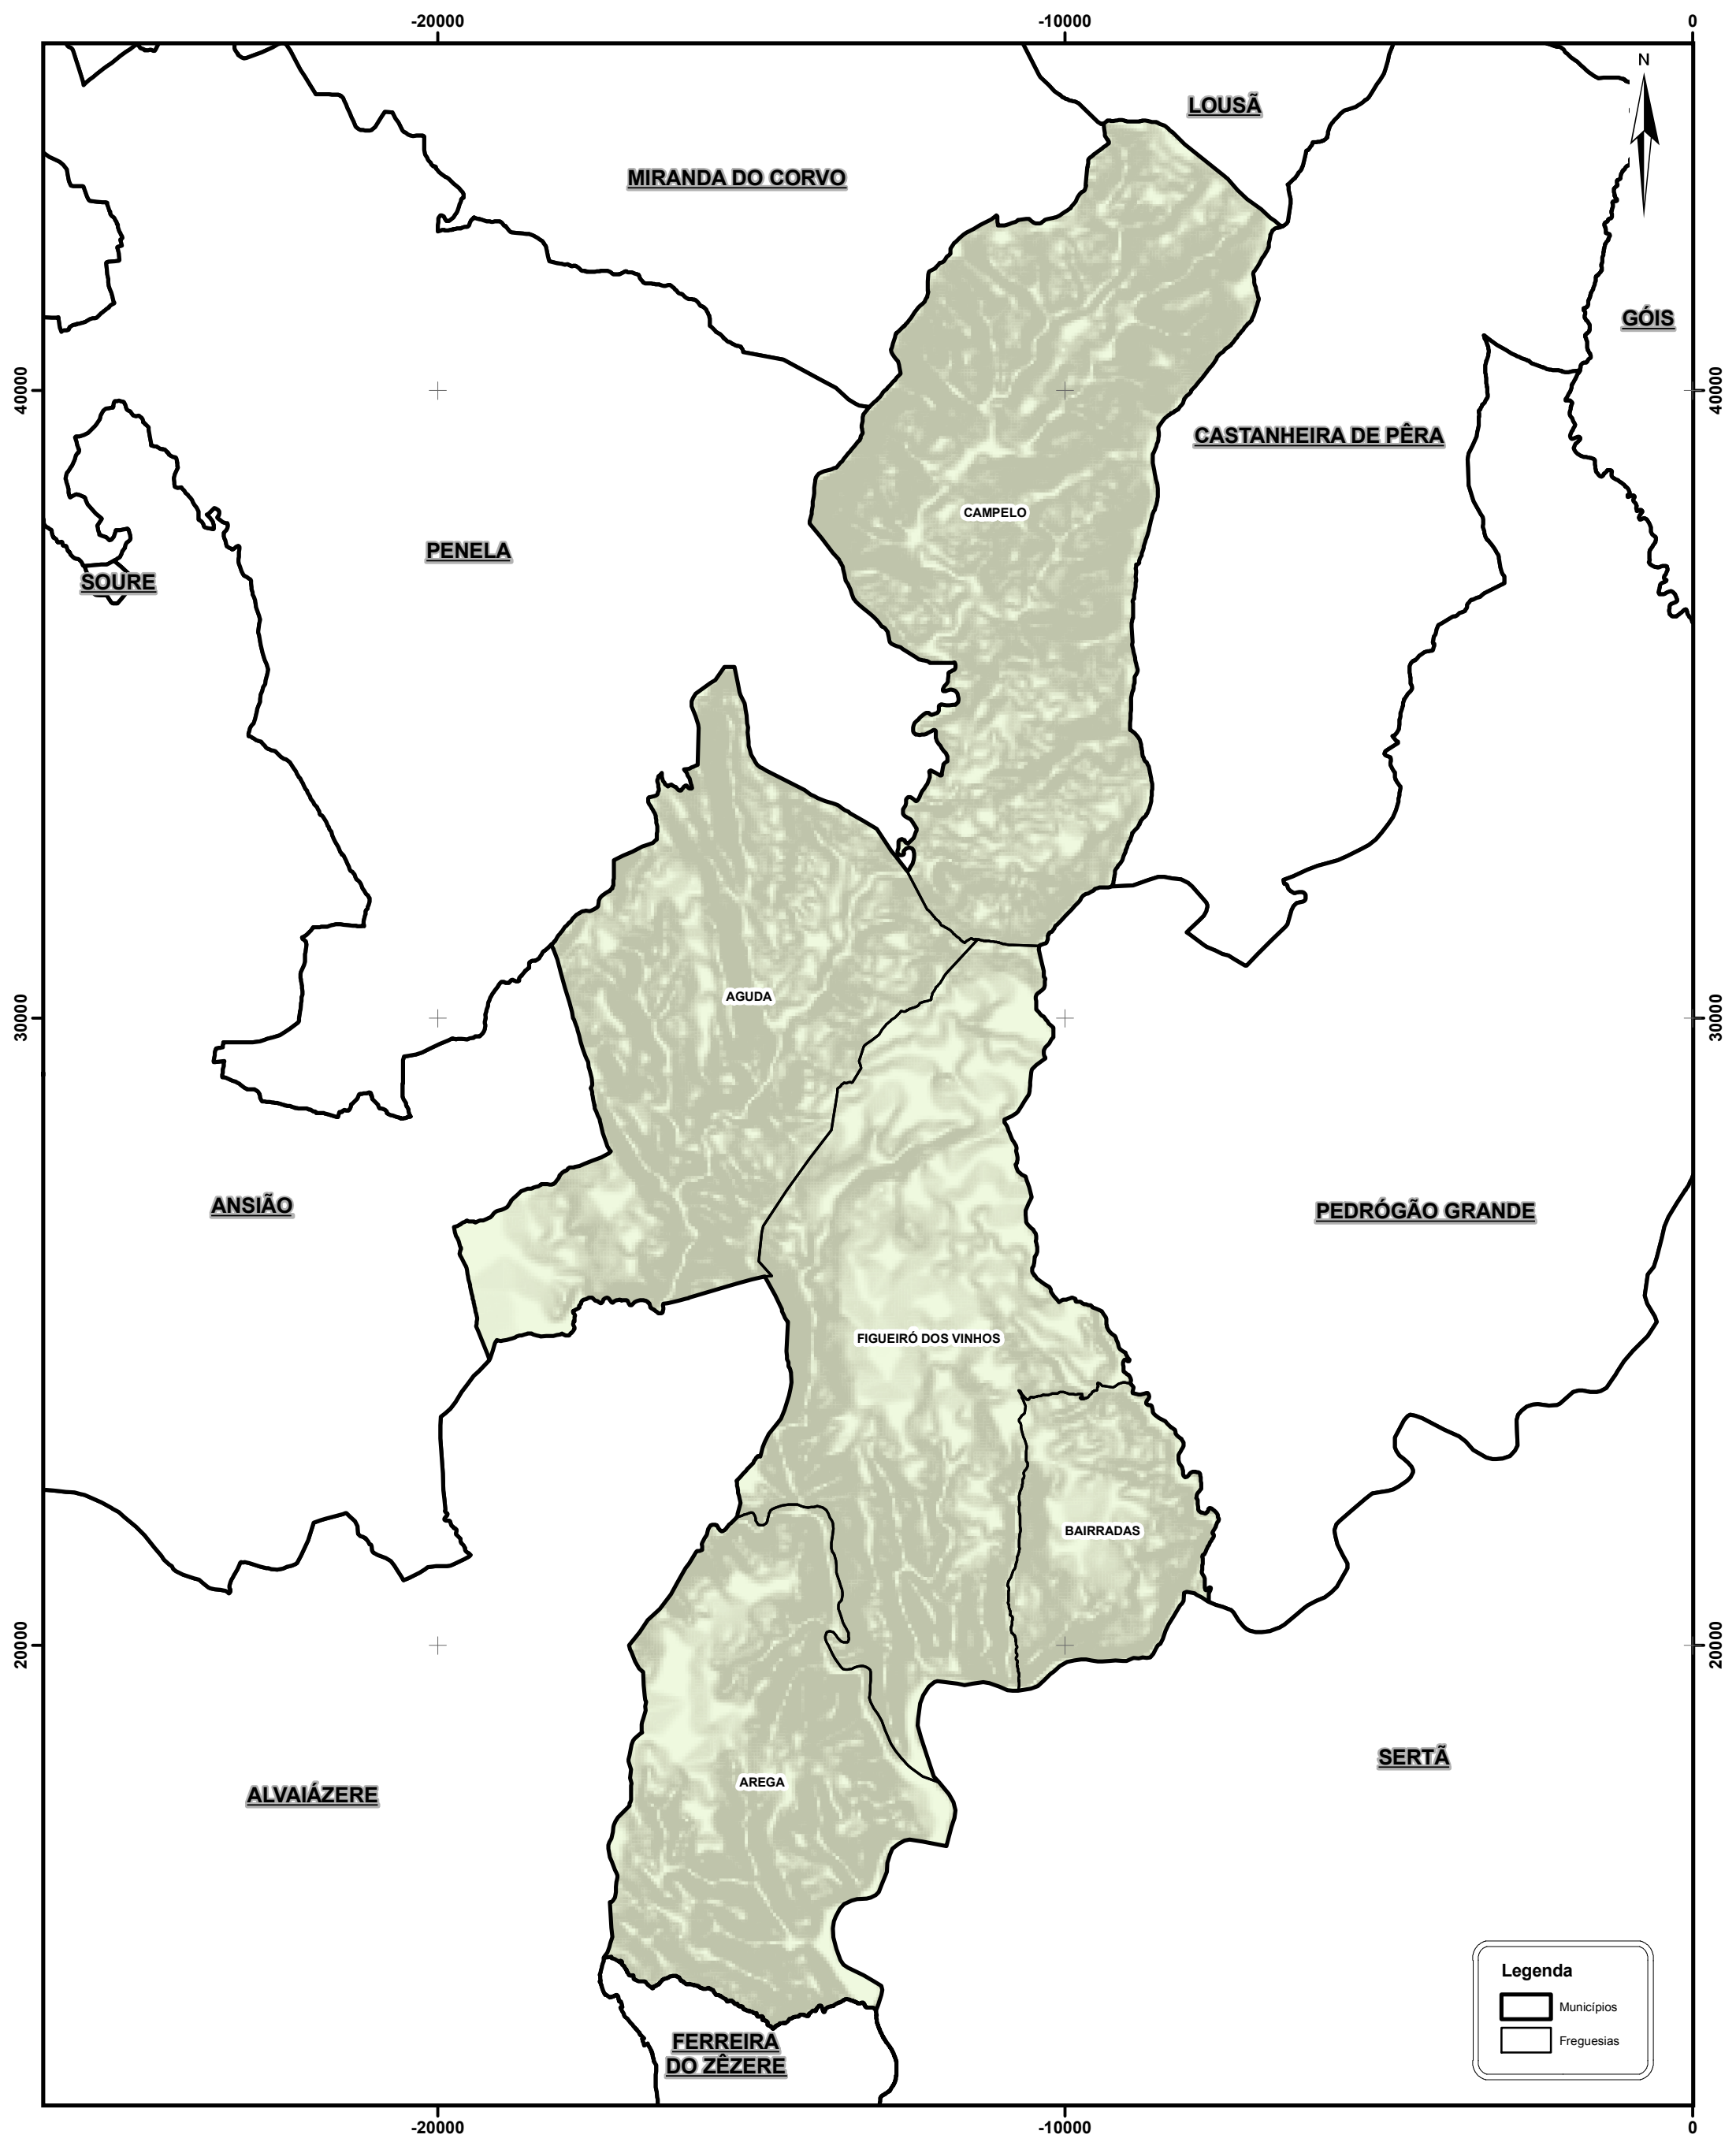 -20000
-10000
0
N
LOUSÃ
MIRANDA DO CORVO
GÓIS
40000
40000
CASTANHEIRA DE PÊRA
CAMPELO
PENELA
SOURE
AGUDA
30000
30000
ANSIÃO
PEDRÓGÃO GRANDE
FIGUEIRÓ DOS VINHOS
BAIRRADAS
20000
20000
SERTÃ
AREGA
ALVAIÁZERE
Legenda
Municípios
Freguesias
FERREIRA
DO ZÊZERE
-20000
-10000
0